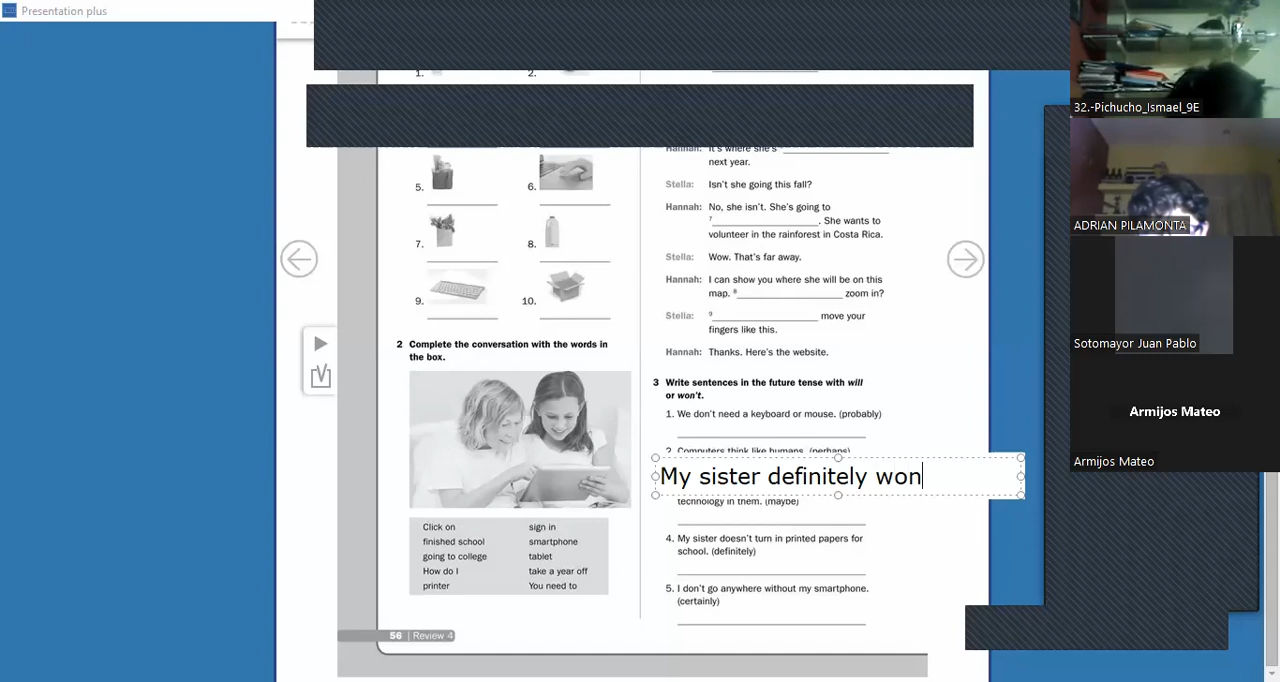 Presentation plus
1.
2.
5.
6.
7.
8.
9.
10.
2 Complete the conversation with the words in
the box.
Click on
finished school
going to college
How do I
printer
sign in
smartphone
tablet
take a year off
You need to
56 | Review 4
Hannah: It's where she's
next year.
Stella: Isn't she going this fall?
Hannah: No, she isn't. She's going to
7 . She wants to
volunteer in the rainforest in Costa Rica.
Stella: Wow. That's far away.
Hannah: I can show you where she will be on this
map. 8 zoom in?
Stella: 9 move your
fingers like this.
Hannah: Thanks. Here's the website.
3 Write sentences in the future tense with will
or won't.
1. We don't need a keyboard or mouse. (probably)
2. Computers think like humans. (perhaps)
My sister definitely won
technology in them. (maybe)
4. My sister doesn't turn in printed papers for
school. (definitely)
5. I don't go anywhere without my smartphone.
(certainly)
32.-Pichucho_Ismael_9E
ADRIAN PILAMONTA
Sotomayor Juan Pablo
Armijos Mateo
Armijos Mateo